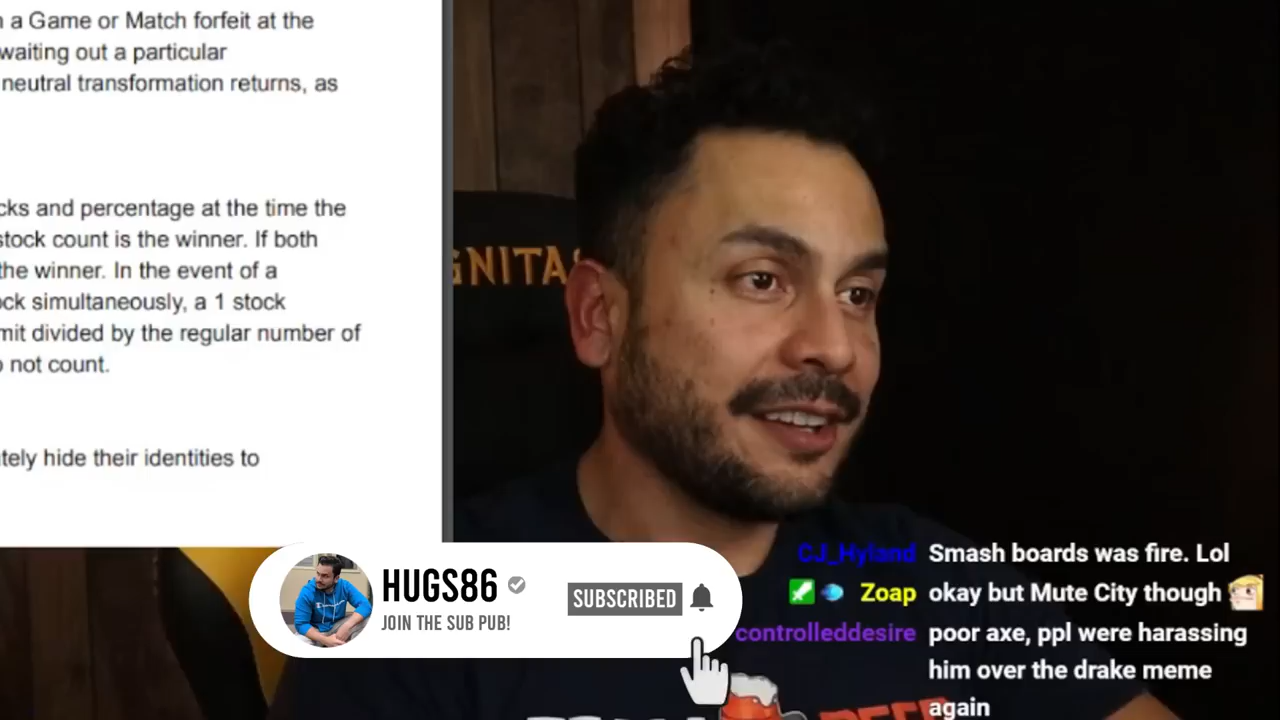 a Game or Match forfeit at the
waiting out a particular
neutral transformation returns, as
cks and percentage at the time the
stock count is the winner. If both
the winner. In the event of a
ock simultaneously, a 1 stock
mit divided by the regular number of
not count.
tely hide their identities to
GNITAS
HUGS86
JOIN THE SUB PUB!
SUBSCRIBED
CJ_Hyland Smash boards was fire. Lol
Zoap okay but Mute City though
controlleddesire poor axe, ppl were harassing
him over the drake meme
again